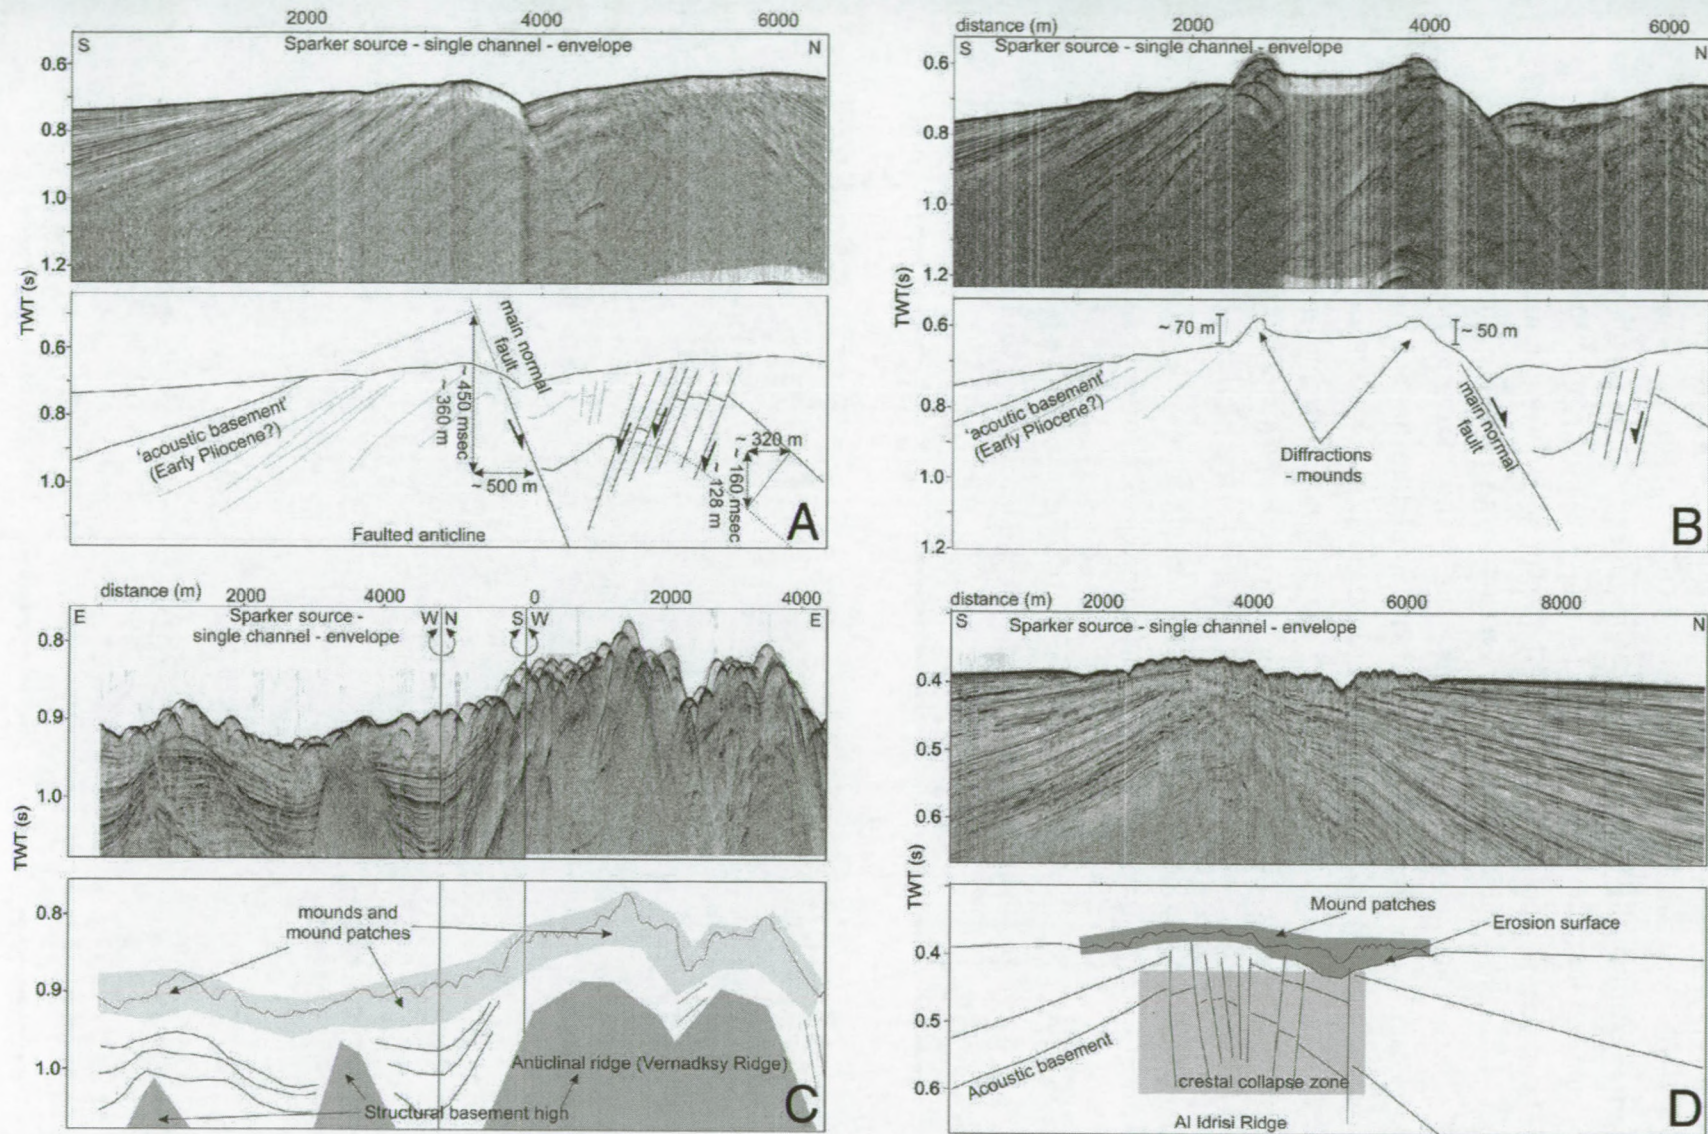 2000 4000 6000
S Sparker source - single channel - envelope N
0.6
0.8
1.0
1.2
TWT (s)
0.6
0.8
1.0
main normal
fault
'acoustic basement'
(Early Pliocene?)
~ 450 msec
~ 360 m
~ 500 m
~ 320 m
~ 160 msec
~ 128 m
Faulted anticline
A
distance (m) 2000 4000 6000
S Sparker source - single channel - envelope N
0.6
0.8
1.0
1.2
TWT(s)
0.6
0.8
1.0
1.2
~ 70 m
~ 50 m
'acoutic basement'
(Early Pliocene?)
Diffractions
- mounds
main normal
fault
B
distance (m) 2000 4000 0 2000 4000
E Sparker source - W N S W E
single channel - envelope
0.8
0.9
1.0
TWT (s)
0.8
0.9
1.0
mounds and
mound patches
Anticlinal ridge (Vernadksy Ridge)
Structural basement high
C
distance (m) 2000 4000 6000 8000
S Sparker source - single channel - envelope N
0.4
0.5
0.6
TWT (s)
0.4
0.5
0.6
Mound patches
Erosion surface
Acoustic basement
crestal collapse zone
Al Idrisi Ridge
D